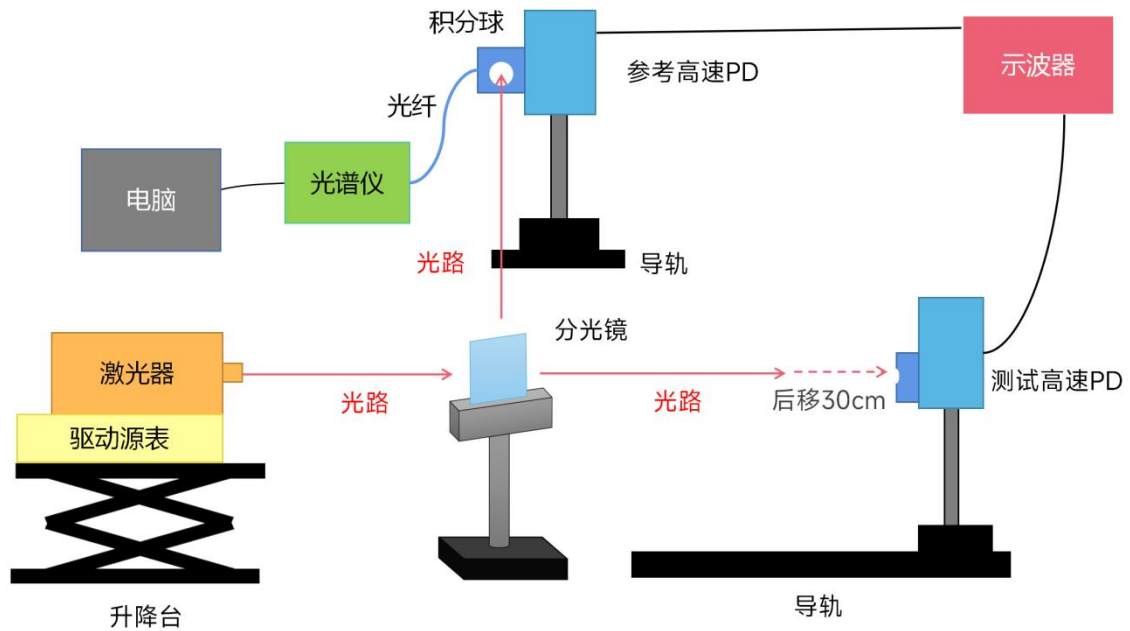 积分球
参考高速PD
示波器
光纤
光谱仪
电脑
光路
导轨
分光镜
激光器
光路
光路
后移30cm
测试高速PD
驱动源表
升降台
导轨